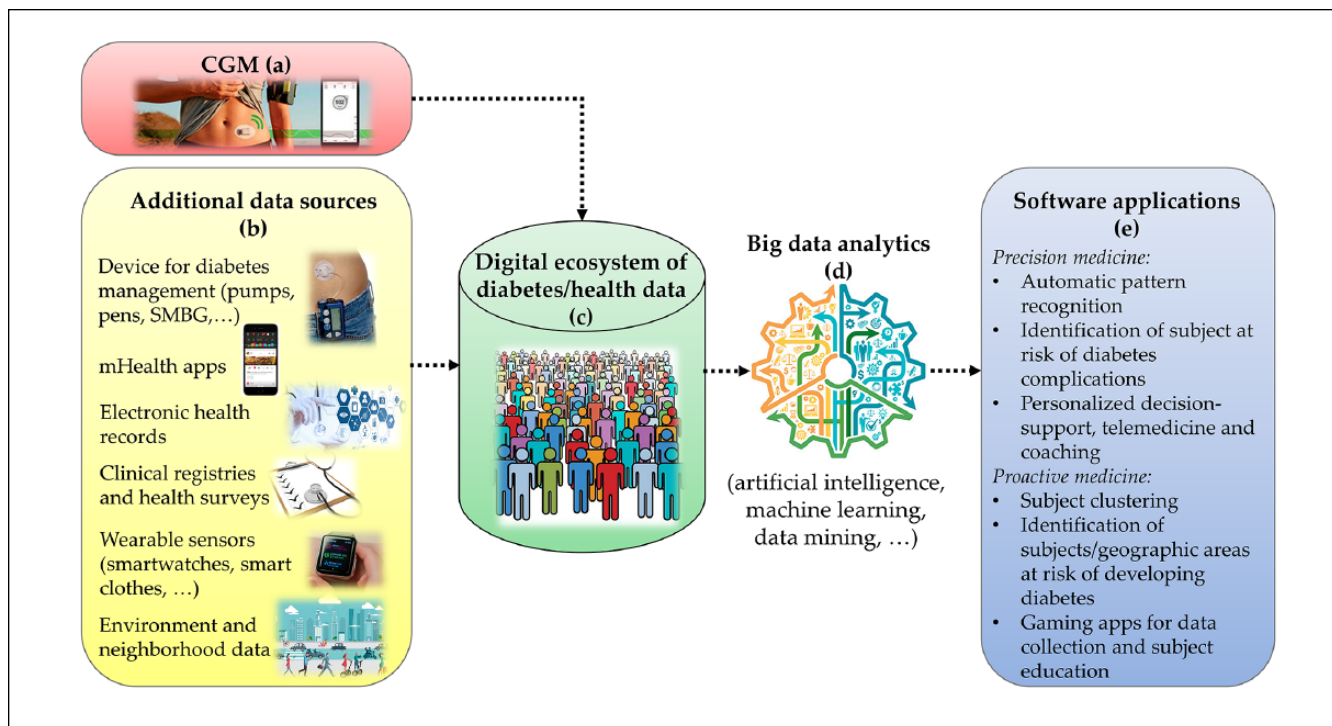 CGM (a)
Additional data sources
(b)
Device for diabetes
management (pumps,
pens, SMBG,…)
mHealth apps
Electronic health
records
Clinical registries
and health surveys
Wearable sensors
(smartwatches, smart
clothes, …)
Environment and
neighborhood data
Digital ecosystem of
diabetes/health data
(c)
Big data analytics
(d)
(artificial intelligence,
machine learning,
data mining, …)
Software applications
(e)
Precision medicine:
• Automatic pattern
recognition
• Identification of subject at
risk of diabetes
complications
• Personalized decision-
support, telemedicine and
coaching
Proactive medicine:
• Subject clustering
• Identification of
subjects/geographic areas
at risk of developing
diabetes
• Gaming apps for data
collection and subject
education